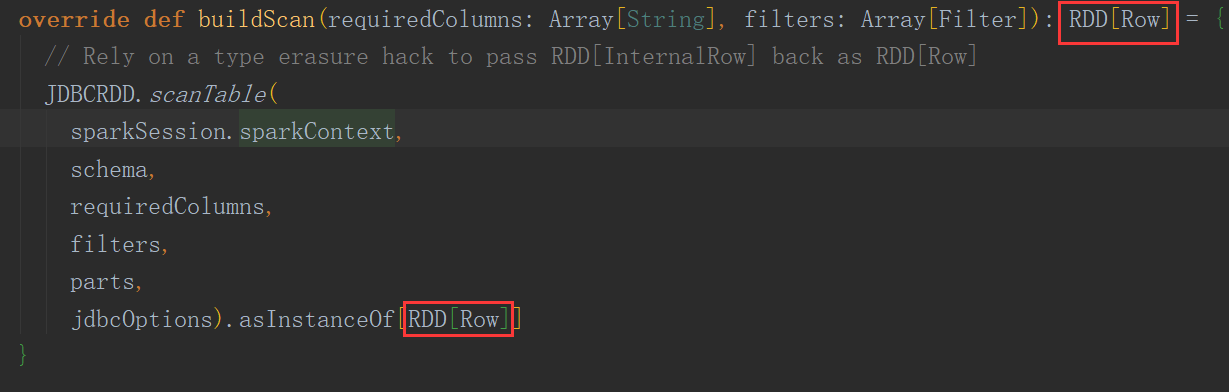 override def buildScan(requiredColumns: Array[String], filters: Array[Filter]): RDD[Row] = {
// Rely on a type erasure hack to pass RDD[InternalRow] back as RDD[Row]
JDBCRDD.scanTable(
sparkSession.sparkContext,
schema,
requiredColumns,
filters,
parts,
jdbcOptions).asInstanceOf[RDD[Row]]
}